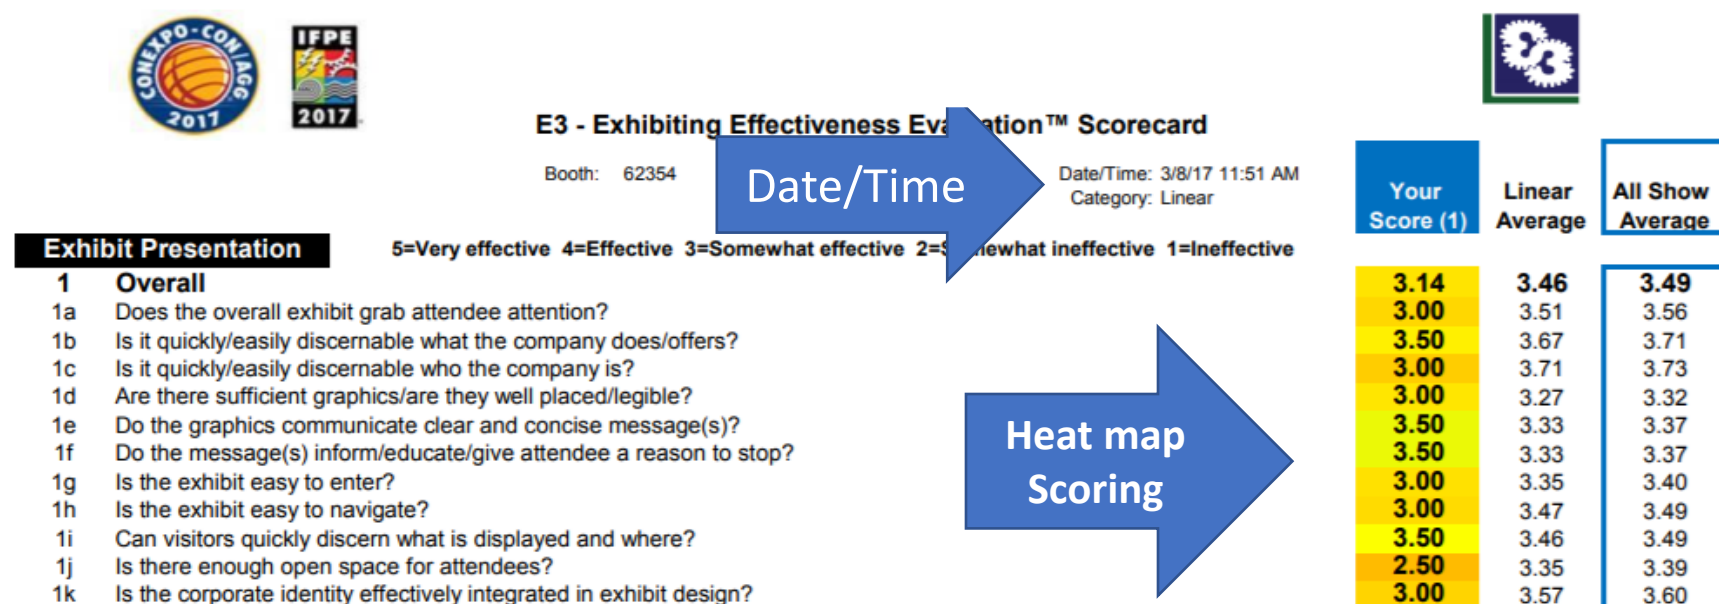 CONEXPO-CON/AGG
2017
IFPE
2017
E3 - Exhibiting Effectiveness Eva ation™ Scorecard
Booth: 62354
Date/Time
Date/Time: 3/8/17 11:51 AM
Category: Linear
Your Score (1)
Linear Average
All Show Average
Exhibit Presentation 5=Very effective 4=Effective 3=Somewhat effective 2=S ewhat ineffective 1=Ineffective
1 Overall 3.14 3.46 3.49
1a Does the overall exhibit grab attendee attention? 3.00 3.51 3.56
1b Is it quickly/easily discernable what the company does/offers? 3.50 3.67 3.71
1c Is it quickly/easily discernable who the company is? 3.00 3.71 3.73
1d Are there sufficient graphics/are they well placed/legible? 3.00 3.27 3.32
1e Do the graphics communicate clear and concise message(s)? 3.50 3.33 3.37
1f Do the message(s) inform/educate/give attendee a reason to stop? 3.50 3.33 3.37
1g Is the exhibit easy to enter? 3.00 3.35 3.40
1h Is the exhibit easy to navigate? 3.00 3.47 3.49
1i Can visitors quickly discern what is displayed and where? 3.50 3.46 3.49
1j Is there enough open space for attendees? 2.50 3.35 3.39
1k Is the corporate identity effectively integrated in exhibit design? 3.00 3.57 3.60
Heat map
Scoring